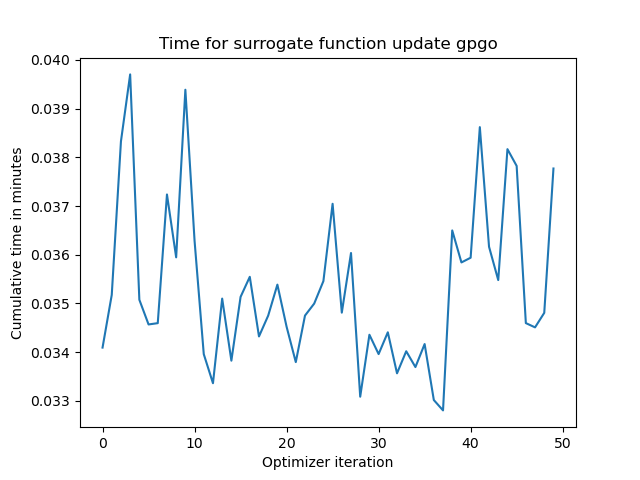 Time for surrogate function update gpgo
Cumulative time in minutes
0.040
0.039
0.038
0.037
0.036
0.035
0.034
0.033
0 10 20 30 40 50
Optimizer iteration